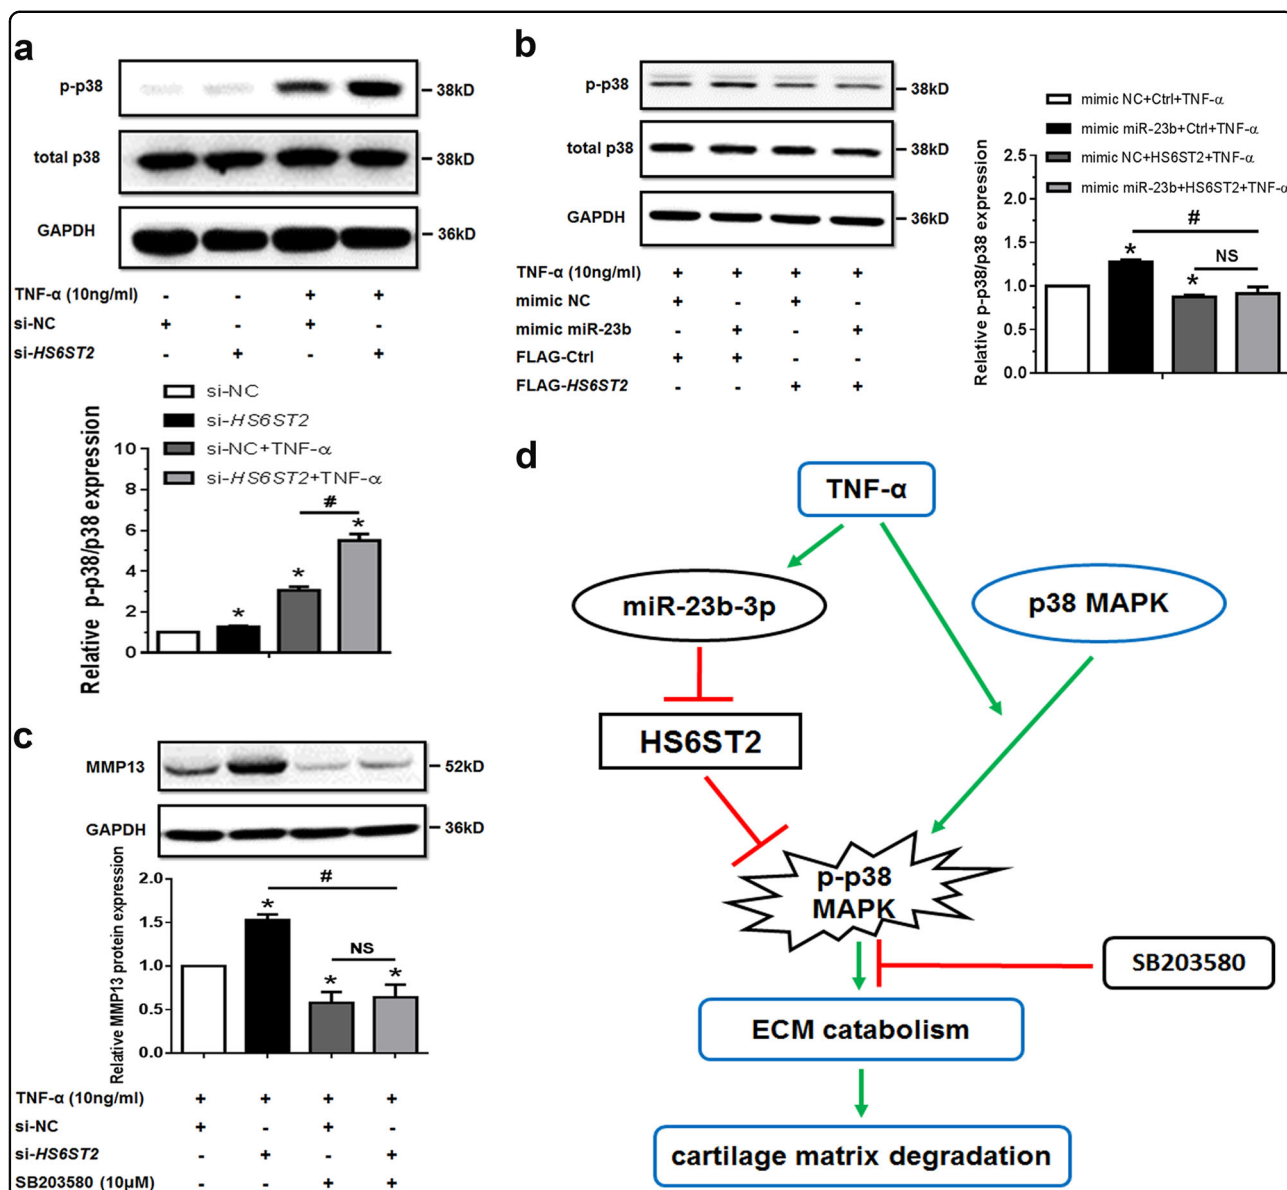 a
p-p38
38kD
total p38
38kD
GAPDH
36kD
TNF-α (10ng/ml) - - + +
si-NC + - + -
si-HS6ST2 - + - +
si-NC
si-HS6ST2
si-NC+TNF-α
si-HS6ST2+TNF-α
Relative p-p38/p38 expression
10
8
6
4
2
0
*
*
#
*
b
p-p38
38kD
total p38
38kD
GAPDH
36kD
TNF-α (10ng/ml) + + + +
mimic NC + - + -
mimic miR-23b - + - +
FLAG-Ctrl + + - -
FLAG-HS6ST2 - - + +
mimic NC+Ctrl+TNF-α
mimic miR-23b+Ctrl+TNF-α
mimic NC+HS6ST2+TNF-α
mimic miR-23b+HS6ST2+TNF-α
Relative p-p38/p38 expression
2.5
2.0
1.5
1.0
0.5
0.0
#
*
NS
*
c
MMP13
52kD
GAPDH
36kD
Relative MMP13 protein expression
2.0
1.5
1.0
0.5
0.0
#
*
NS
*
*
TNF-α (10ng/ml) + + + +
si-NC + - + -
si-HS6ST2 - + - +
SB203580 (10μM) - - + +
d
TNF-α
miR-23b-3p
p38 MAPK
HS6ST2
p-p38
MAPK
SB203580
ECM catabolism
cartilage matrix degradation